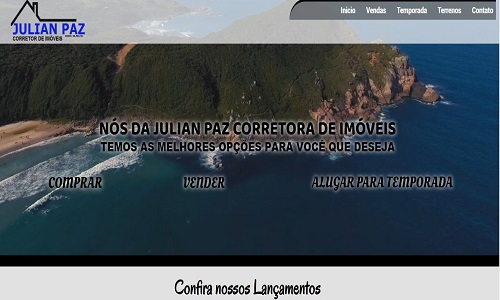 Inicio Vendas Temporada Terrenos Contato
JULIAN PAZ
CORRETOR DE IMÓVEIS
NÓS DA JULIAN PAZ CORRETORA DE IMÓVEIS
TEMOS AS MELHORES OPÇÕES PARA VOCÊ QUE DESEJA
COMPRAR VENDER ALUGAR PARA TEMPORADA
Confira nossos Lançamentos